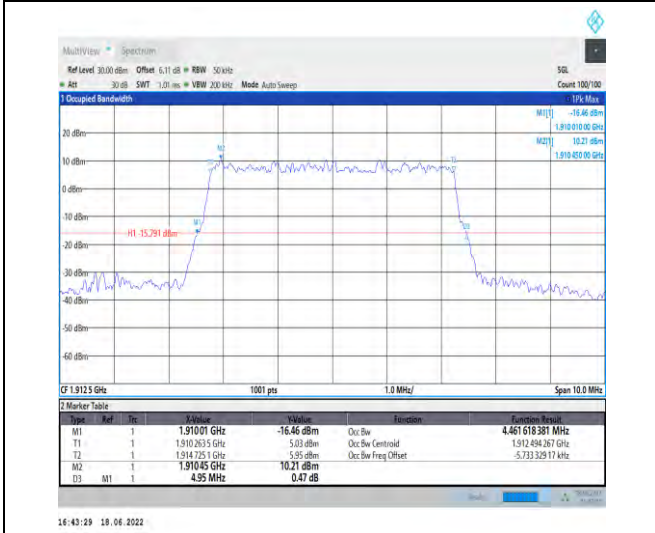 MultiView Spectrum
Ref Level 30.00 dBm Offset 6.11 dB RBW 50 kHz SGL
Att 30 dB SWT 1.01 ms VBW 200 kHz Mode Auto Sweep Count 100/100
1 Occupied Bandwidth 1Pk Max
M1[1] -16.46 dBm
1.910 010 00 GHz
M2[1] 10.21 dBm
1.910 450 00 GHz
20 dBm
M2
10 dBm
0 dBm
-10 dBm
M1
H1 -15.791 dBm
D3
-20 dBm
-30 dBm
-40 dBm
-50 dBm
-60 dBm
CF 1.912 5 GHz 1001 pts 1.0 MHz/ Span 10.0 MHz
2 Marker Table
Type Ref Trc X-Value Y-Value Function Function Result
M1 1 1.910 01 GHz -16.46 dBm Occ Bw 4.461 618 381 MHz
T1 1 1.910 263 5 GHz 5.03 dBm Occ Bw Centroid 1.912 494 267 GHz
T2 1 1.914 725 1 GHz 5.95 dBm Occ Bw Freq Offset -5.733 329 17 kHz
M2 1 1.910 45 GHz 10.21 dBm
D3 M1 1 4.95 MHz 0.47 dB
16:43:29 18.06.2022